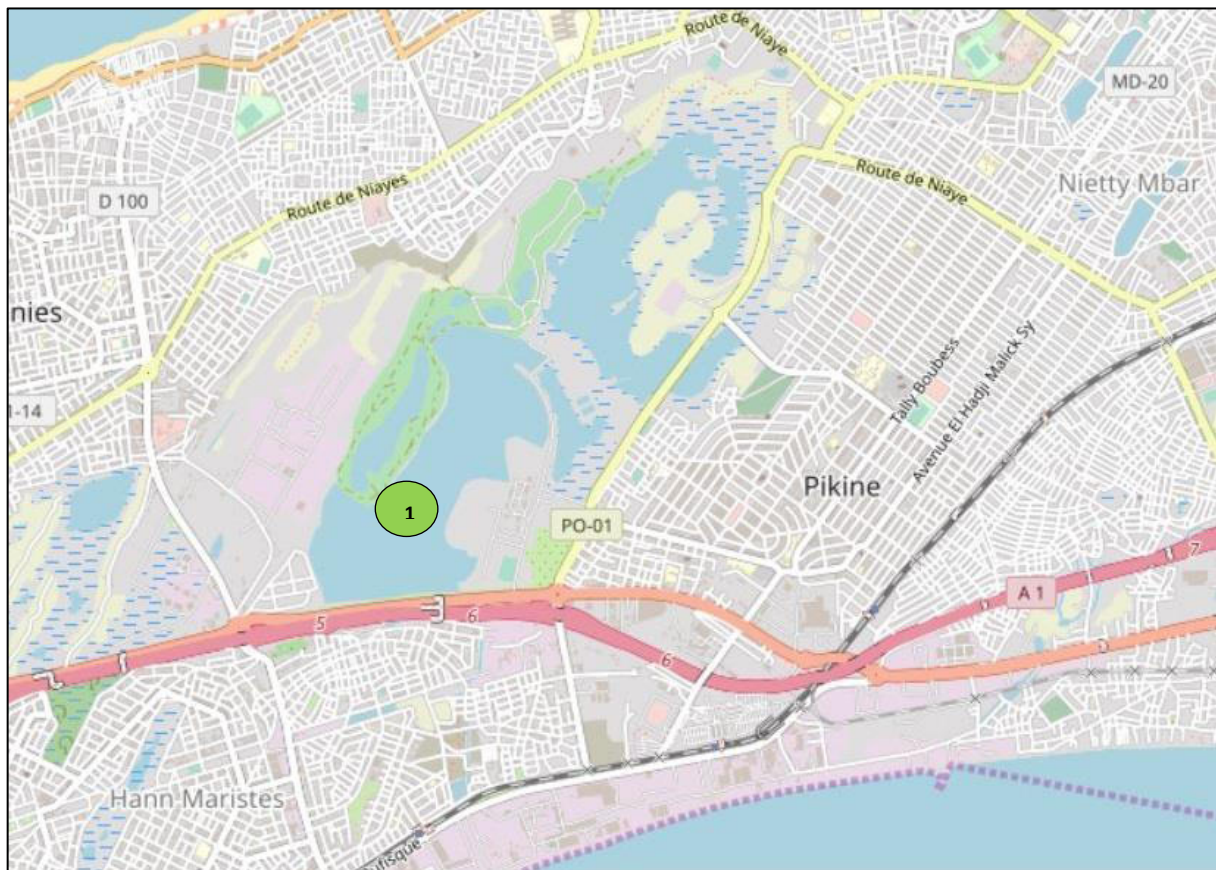 Route de Niaye
MD-20
Nietty Mbar
Route de Niaye
D 100
Route de Niayes
nies
1-14
Tally Boubess
Avenue El Hadji Malick Sy
Pikine
1
PO-01
A 1
7
5
6
6
Hann Maristes
ufisque